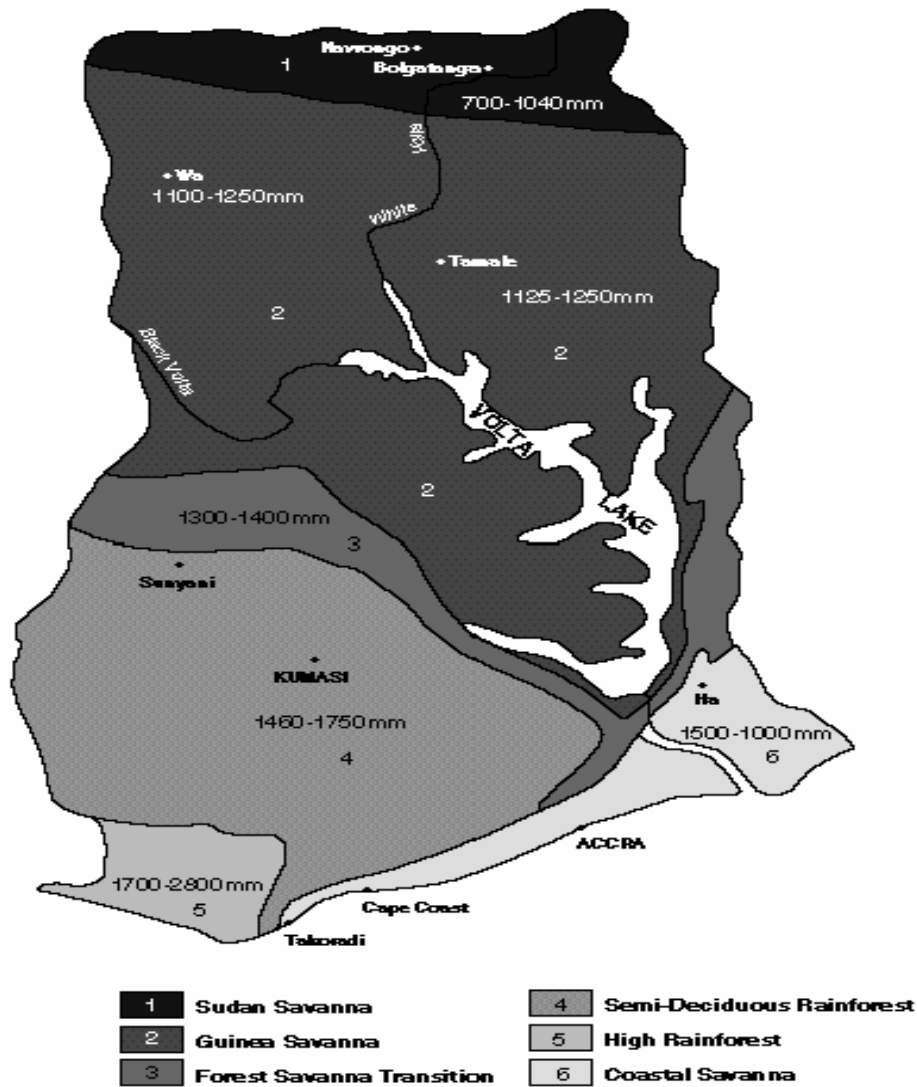 Navrongo
1
Bolgatanga
700-1040mm
Volta
Wa
1100-1250mm
White
Tamale
1125-1250mm
2
2
Black Volta
VOLTA
2
LAKE
1300-1400mm
3
Sunyani
KUMASI
Ho
1460-1750mm
1500-1000mm
4
6
ACCRA
1700-2800mm
5
Cape Coast
Takoradi
1 Sudan Savanna
2 Guinea Savanna
3 Forest Savanna Transition
4 Semi-Deciduous Rainforest
5 High Rainforest
6 Coastal Savanna